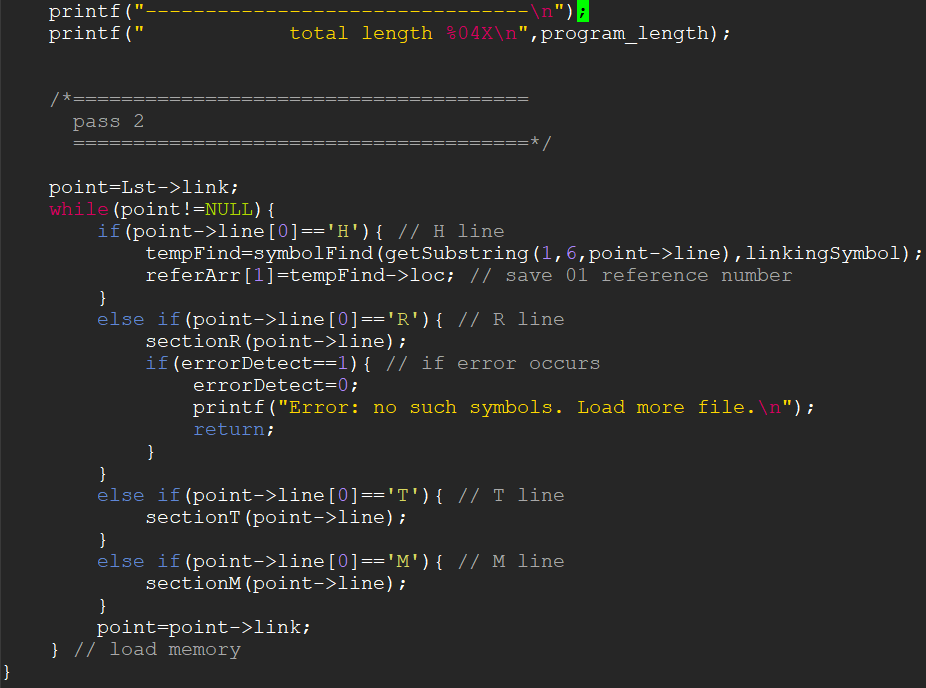 printf("--------------------------------\n");
    printf("            total length %04X\n",program_length);
    /*======================================
      pass 2
      ======================================*/
    point=Lst->link;
    while(point!=NULL){
        if(point->line[0]=='H'){ // H line
            tempFind=symbolFind(getSubstring(1,6,point->line),linkingSymbol);
            referArr[1]=tempFind->loc; // save 01 reference number
        }
        else if(point->line[0]=='R'){ // R line
            sectionR(point->line);
            if(errorDetect==1){ // if error occurs
                errorDetect=0;
                printf("Error: no such symbols. Load more file.\n");
                return;
            }
        }
        else if(point->line[0]=='T'){ // T line
            sectionT(point->line);
        }
        else if(point->line[0]=='M'){ // M line
            sectionM(point->line);
        }
        point=point->link;
    } // load memory
}